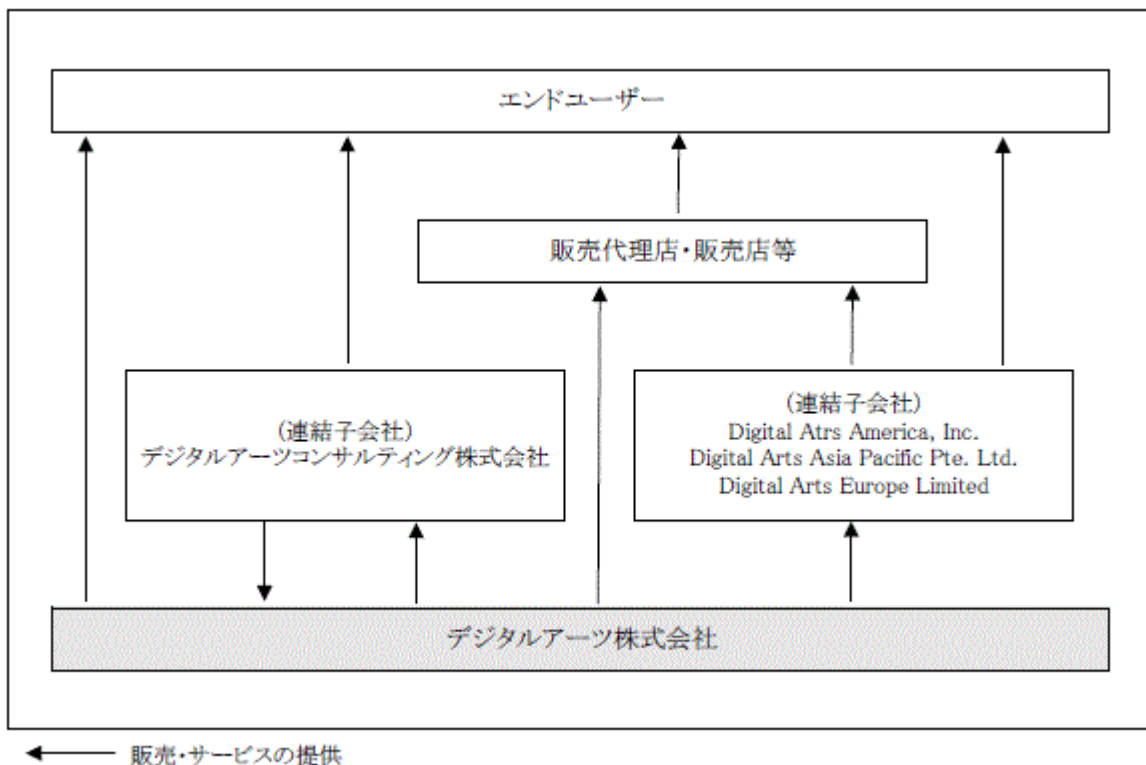 エンドユーザー
販売代理店・販売店等
(連結子会社)
デジタルアーツコンサルティング株式会社
(連結子会社)
Digital Atrs America, Inc.
Digital Arts Asia Pacific Pte. Ltd.
Digital Arts Europe Limited
デジタルアーツ株式会社
販売・サービスの提供